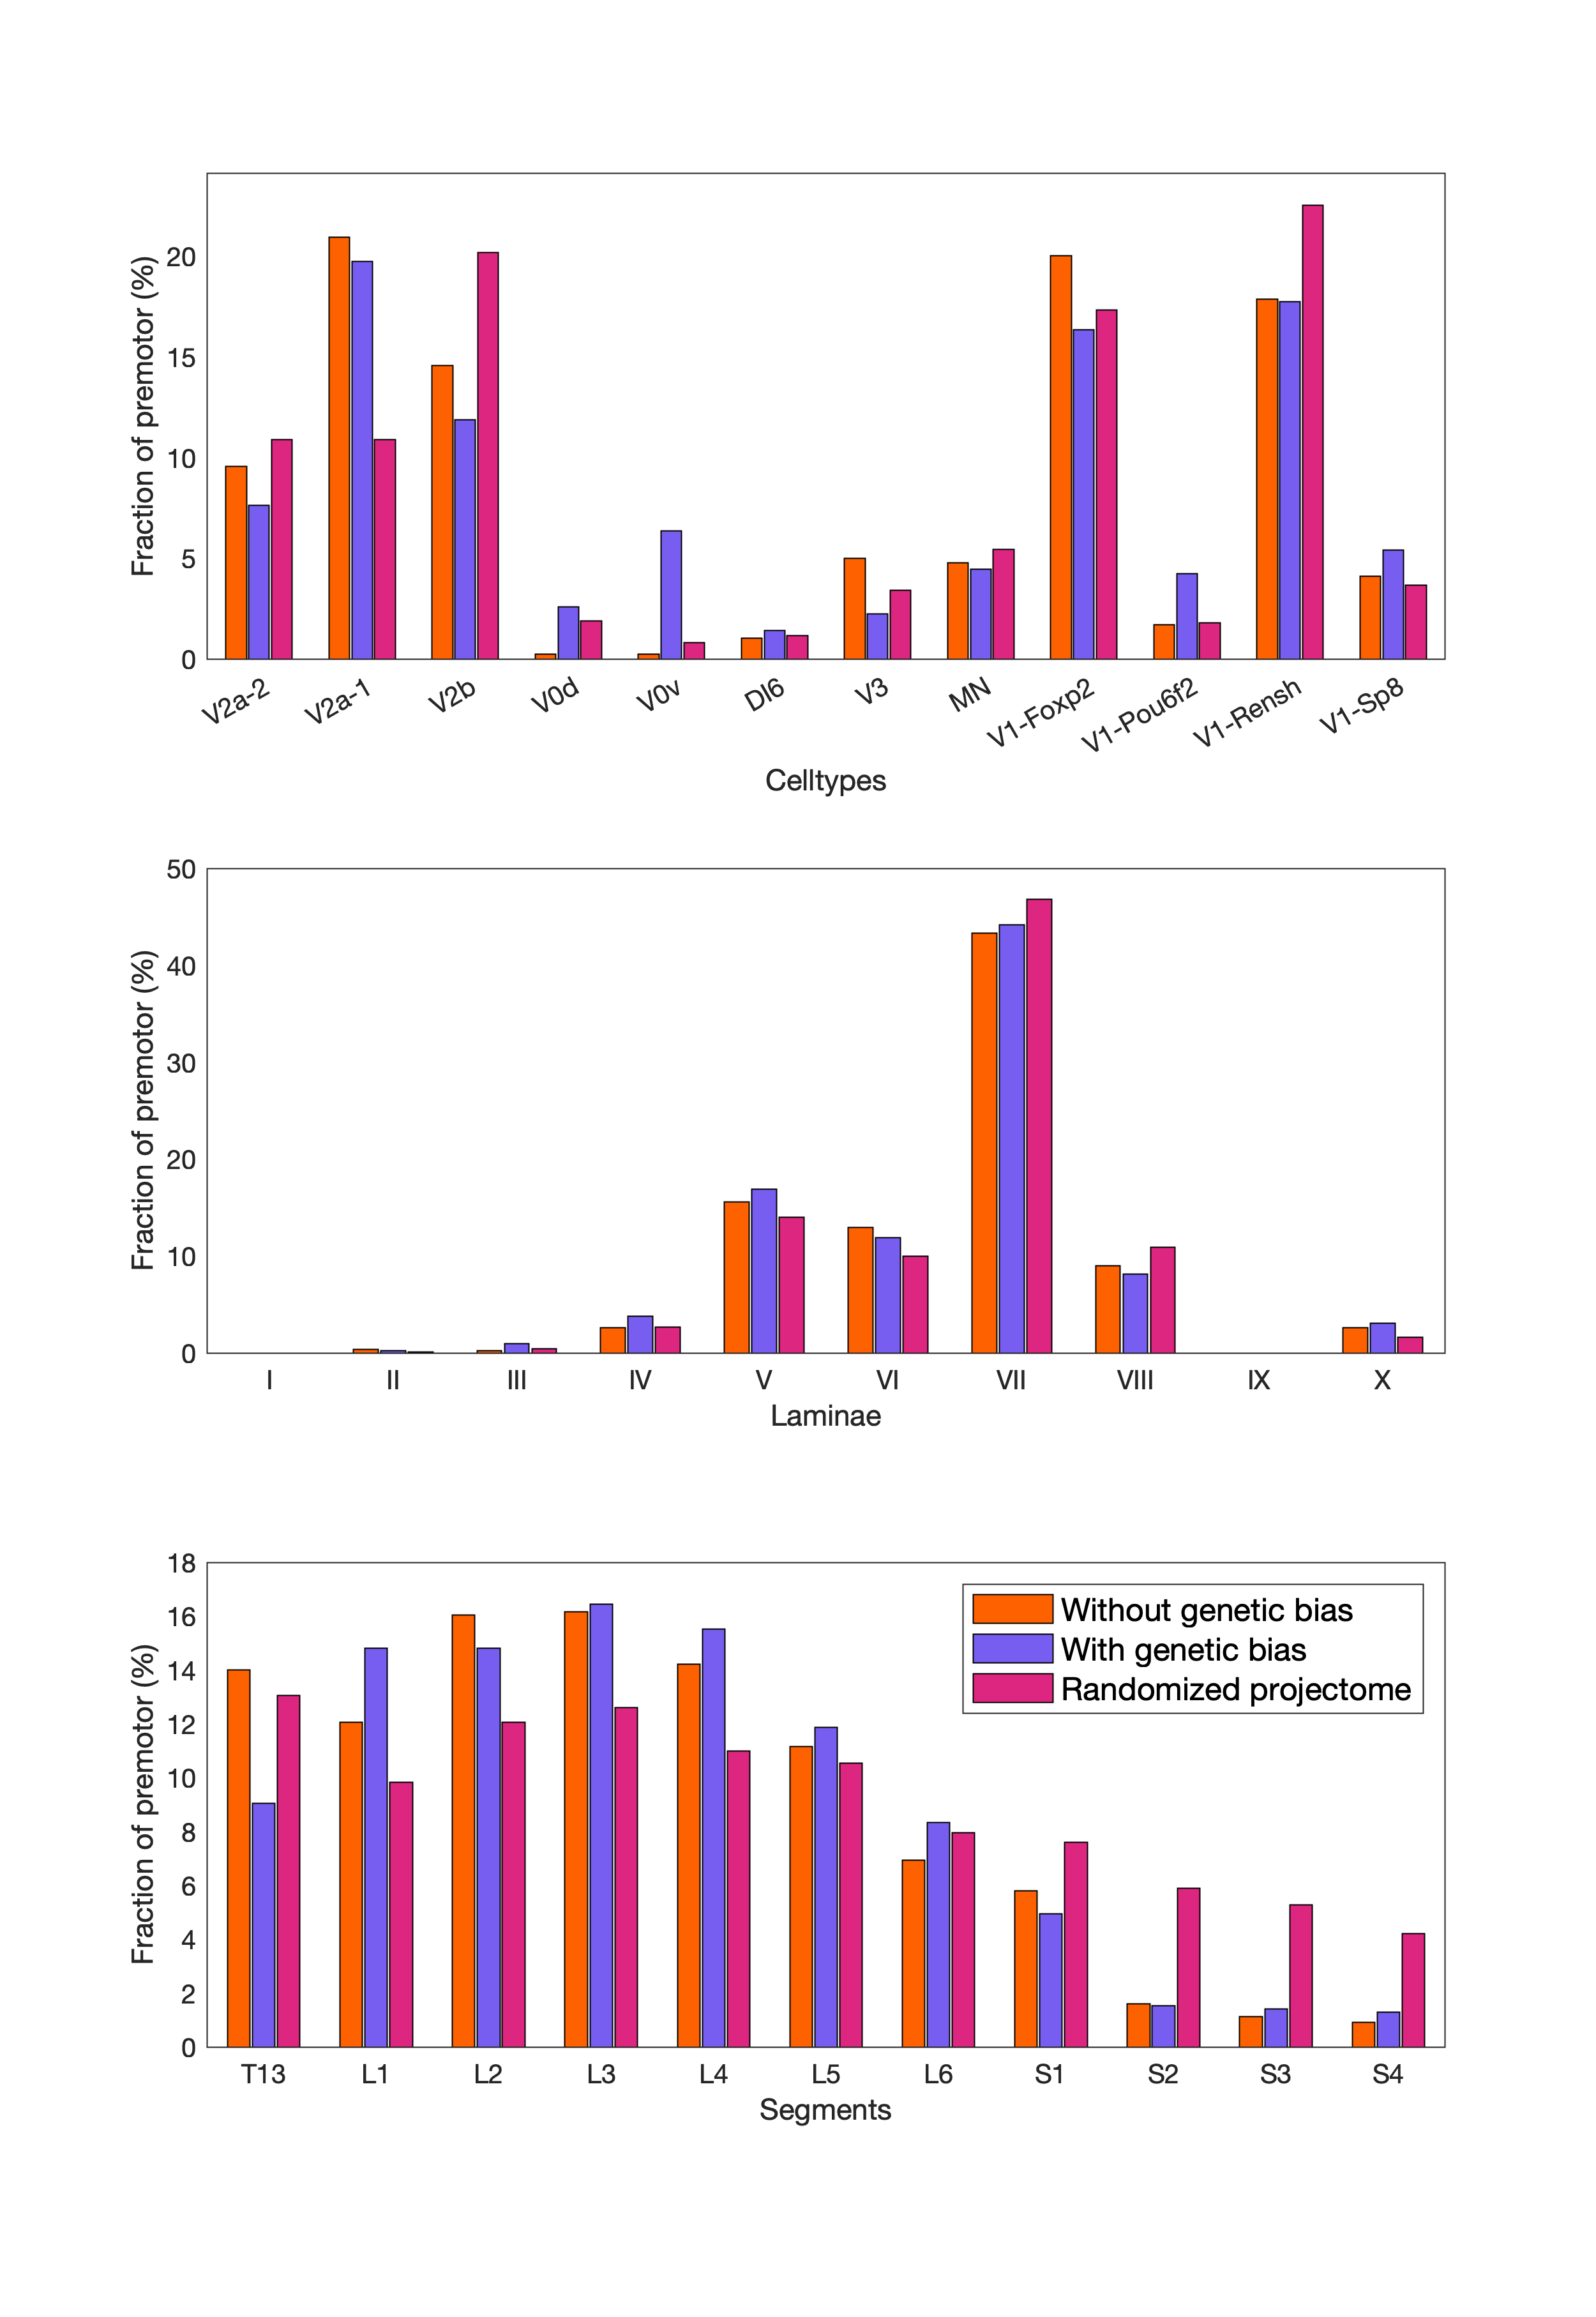 Fraction of premotor (%)
20
15
10
5
0
V2a-2 V2a-1 V2b V0d V0v DI6 V3 MN V1-Foxp2 V1-Pou6f2 V1-Rensh V1-Sp8
Celltypes
Fraction of premotor (%)
50
40
30
20
10
0
I II III IV V VI VII VIII IX X
Laminae
Fraction of premotor (%)
18
16
14
12
10
8
6
4
2
0
Without genetic bias
With genetic bias
Randomized projectome
T13 L1 L2 L3 L4 L5 L6 S1 S2 S3 S4
Segments